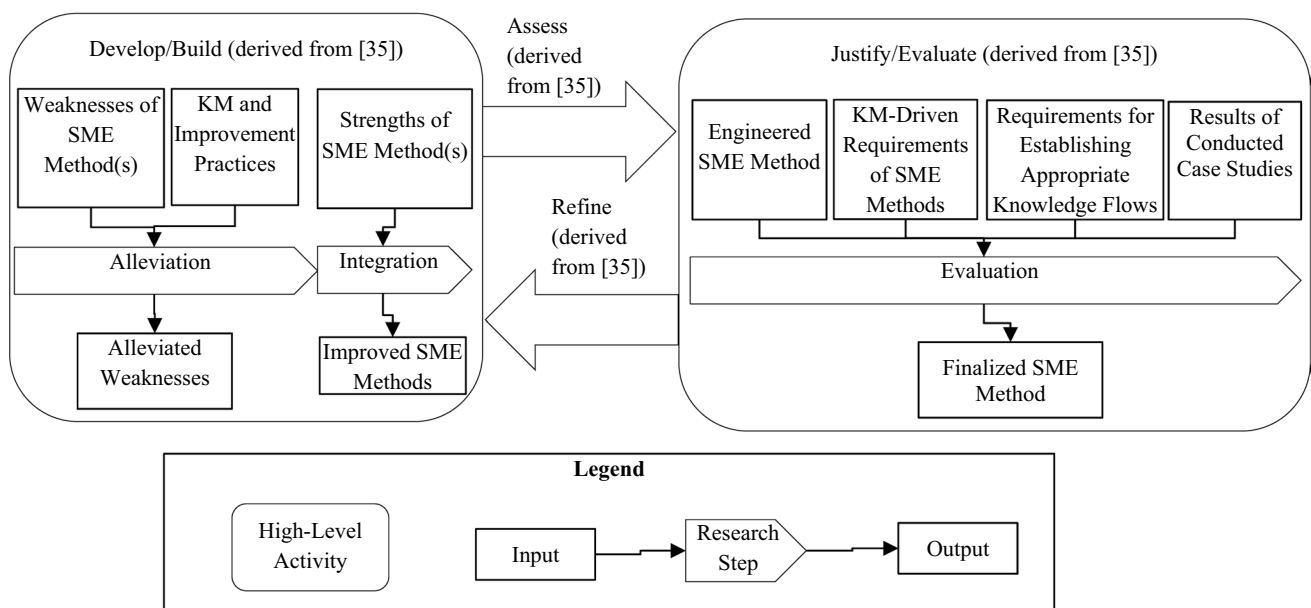 Develop/Build (derived from [35])
Weaknesses of
SME
Method(s)
KM and
Improvement
Practices
Strengths of
SME Method(s)
Alleviation
Integration
Alleviated
Weaknesses
Improved SME
Methods
Assess
(derived
from [35])
Refine
(derived
from [35])
Justify/Evaluate (derived from [35])
Engineered
SME Method
KM-Driven
Requirements
of SME
Methods
Requirements for
Establishing
Appropriate
Knowledge Flows
Results of
Conducted
Case Studies
Evaluation
Finalized SME
Method
Legend
High-Level
Activity
Input
Research
Step
Output